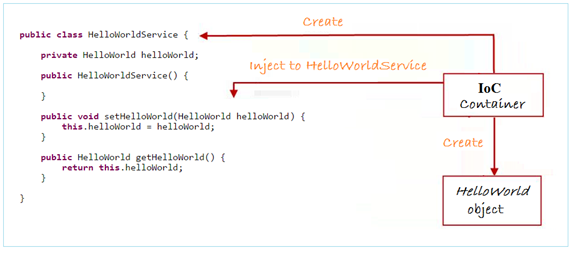 Create
public class HelloWorldService {
private HelloWorld helloWorld;
Inject to HelloWorldService
public HelloWorldService() {
}
IoC
Container
public void setHelloWorld(HelloWorld helloWorld) {
this.helloWorld = helloWorld;
}
Create
public HelloWorld getHelloWorld() {
return this.helloWorld;
}
HelloWorld
object
}